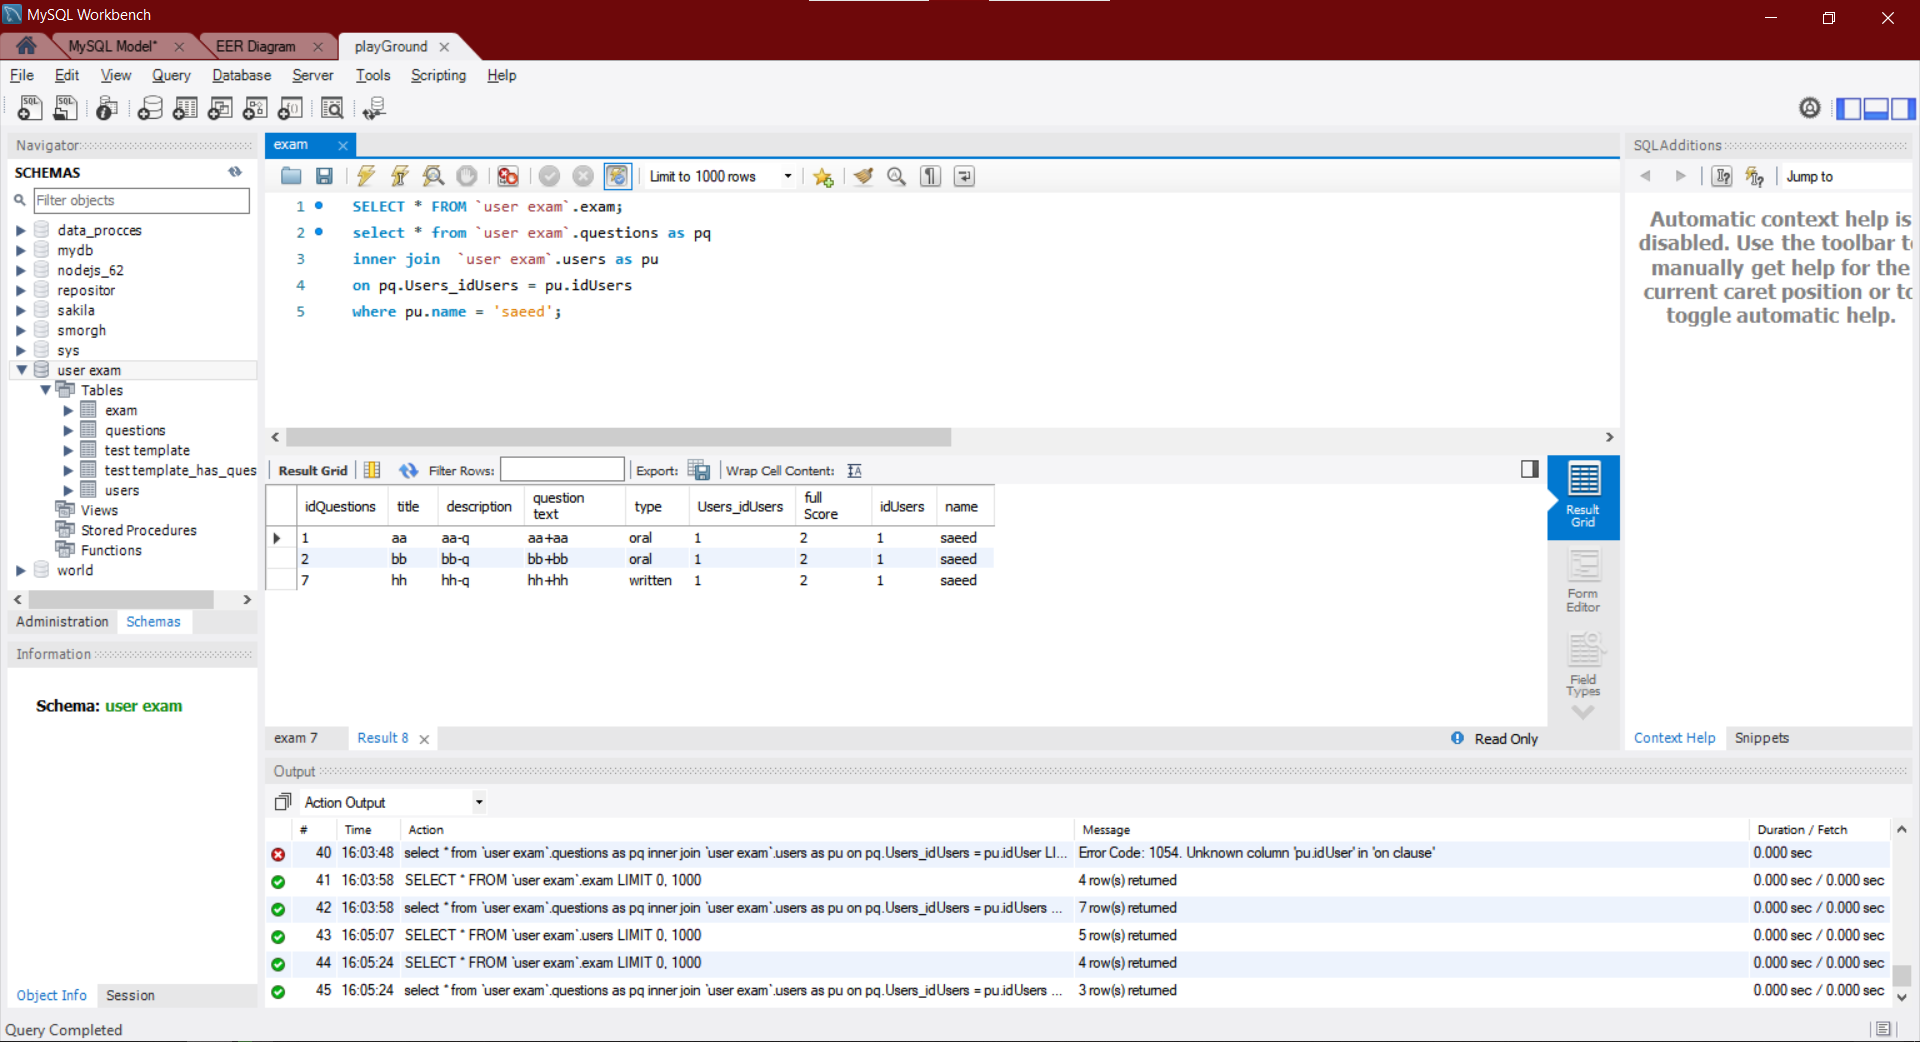 MySQL Workbench
MySQL Model* × EER Diagram × playGround ×
File Edit View Query Database Server Tools Scripting Help
Navigator
SCHEMAS
Filter objects
data_procces
mydb
nodejs_62
repositor
sakila
smorgh
sys
user exam
Tables
exam
questions
test template
test template_has_ques
users
Views
Stored Procedures
Functions
world
Administration Schemas
Information
Schema: user exam
Object Info Session
Query Completed
exam ×
Limit to 1000 rows
1 SELECT * FROM `user exam`.exam;
2 select * from `user exam`.questions as pq
3 inner join `user exam`.users as pu
4 on pq.Users_idUsers = pu.idUsers
5 where pu.name = 'saeed';
Result Grid Filter Rows: Export: Wrap Cell Content:
idQuestions title description question text type Users_idUsers full Score idUsers name
1 aa aa-q aa+aa oral 1 2 1 saeed
2 bb bb-q bb+bb oral 1 2 1 saeed
7 hh hh-q hh+hh written 1 2 1 saeed
Result
Grid
Form
Editor
Field
Types
exam 7 Result 8 × Read Only
SQLAdditions
Jump to
Automatic context help is
disabled. Use the toolbar to
manually get help for the
current caret position or to
toggle automatic help.
Context Help Snippets
Output
Action Output
# Time Action Message Duration / Fetch
40 16:03:48 select * from `user exam`.questions as pq inner join `user exam`.users as pu on pq.Users_idUsers = pu.idUser LI... Error Code: 1054. Unknown column 'pu.idUser' in 'on clause' 0.000 sec
41 16:03:58 SELECT * FROM `user exam`.exam LIMIT 0, 1000 4 row(s) returned 0.000 sec / 0.000 sec
42 16:03:58 select * from `user exam`.questions as pq inner join `user exam`.users as pu on pq.Users_idUsers = pu.idUsers ... 7 row(s) returned 0.000 sec / 0.000 sec
43 16:05:07 SELECT * FROM `user exam`.users LIMIT 0, 1000 5 row(s) returned 0.000 sec / 0.000 sec
44 16:05:24 SELECT * FROM `user exam`.exam LIMIT 0, 1000 4 row(s) returned 0.000 sec / 0.000 sec
45 16:05:24 select * from `user exam`.questions as pq inner join `user exam`.users as pu on pq.Users_idUsers = pu.idUsers ... 3 row(s) returned 0.000 sec / 0.000 sec